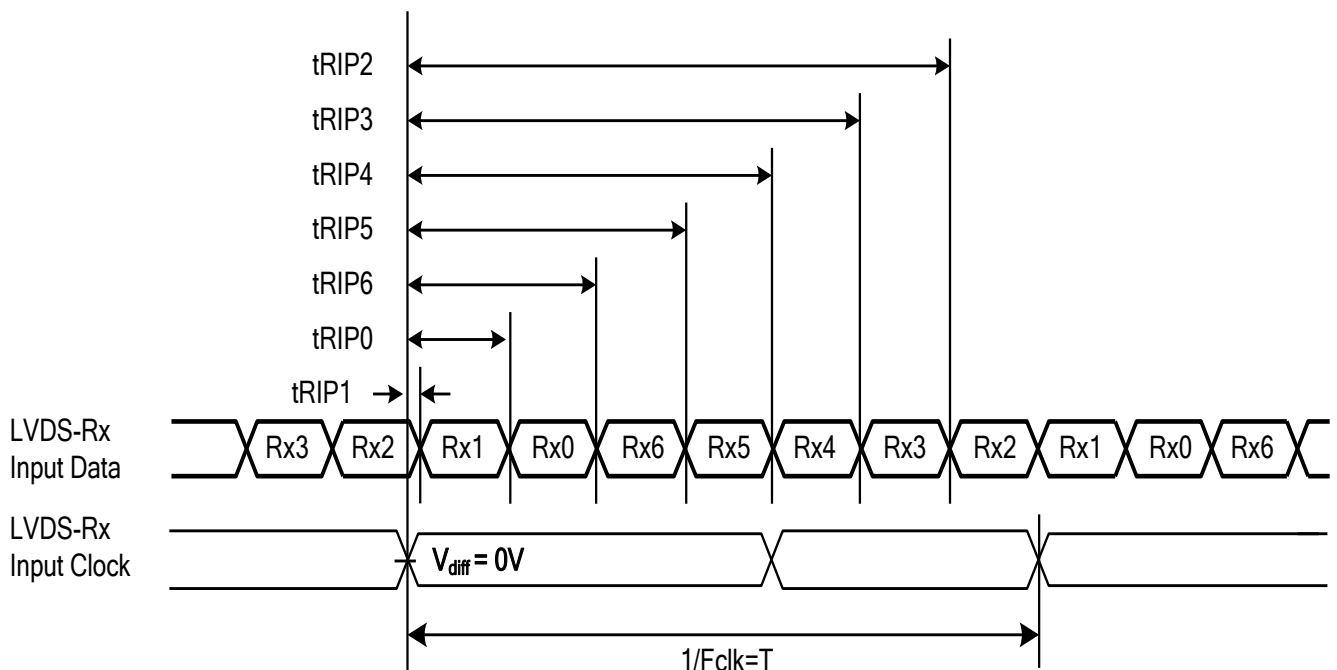 tRIP2
tRIP3
tRIP4
tRIP5
tRIP6
tRIP0
tRIP1
LVDS-Rx
Input Data
Rx3 Rx2 Rx1 Rx0 Rx6 Rx5 Rx4 Rx3 Rx2 Rx1 Rx0 Rx6
LVDS-Rx
Input Clock
Vdiff = 0V
1/Fclk=T